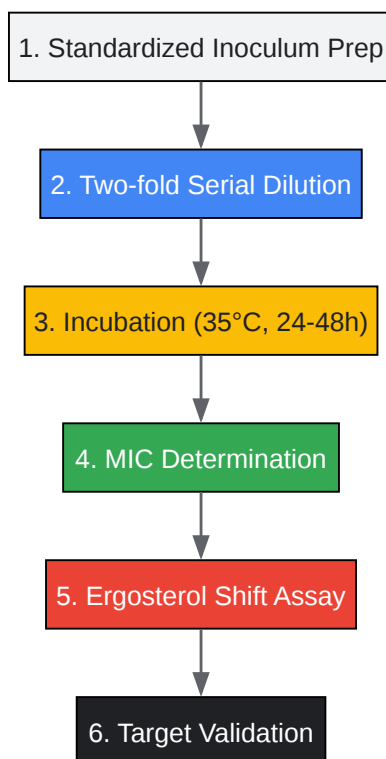 1. Standardized Inoculum Prep
2. Two-fold Serial Dilution
3. Incubation (35°C, 24-48h)
4. MIC Determination
5. Ergosterol Shift Assay
6. Target Validation